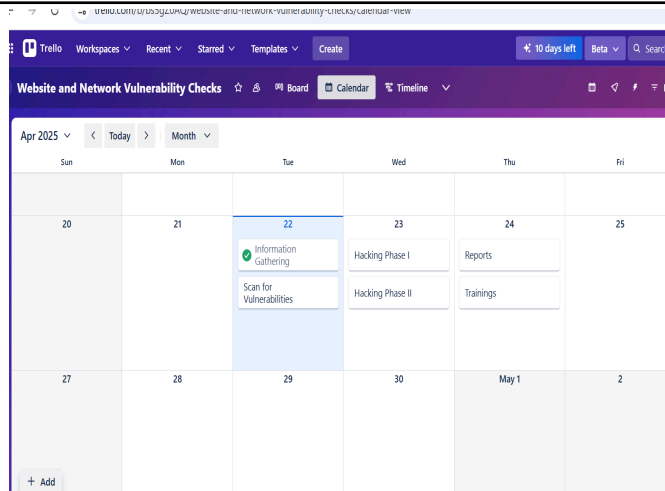 trello.com/b/bs5g20AQ/website-and-network-vulnerability-checks/calendar-view
Trello Workspaces Recent Starred Templates Create 10 days left Beta Searc
Website and Network Vulnerability Checks Board Calendar Timeline
Apr 2025 Today Month
Sun Mon Tue Wed Thu Fri
20 21 22 23 24 25
Information
Gathering
Hacking Phase I
Reports
Scan for
Vulnerabilities
Hacking Phase II
Trainings
27 28 29 30 May 1 2
+ Add